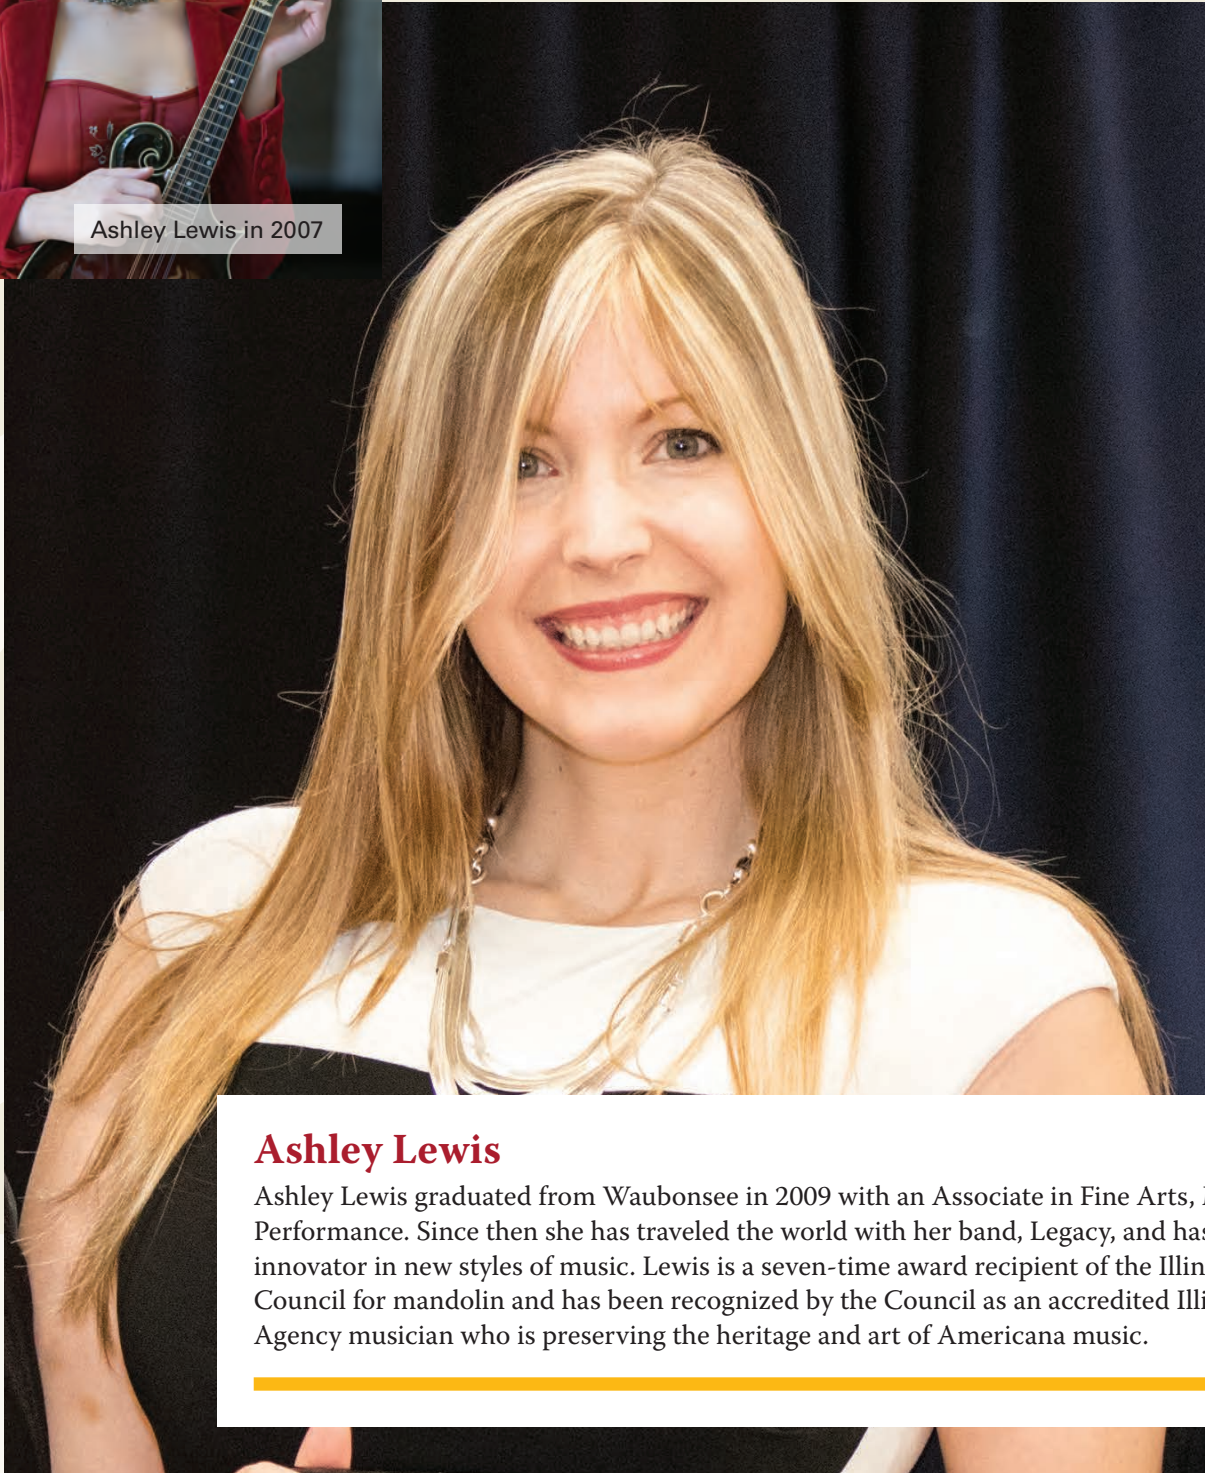 Ashley Lewis in 2007
Ashley Lewis
Ashley Lewis graduated from Waubonsee in 2009 with an Associate in Fine Arts,
Performance. Since then she has traveled the world with her band, Legacy, and has
innovator in new styles of music. Lewis is a seven-time award recipient of the
Council for mandolin and has been recognized by the Council as an accredited
Agency musician who is preserving the heritage and art of Americana music.